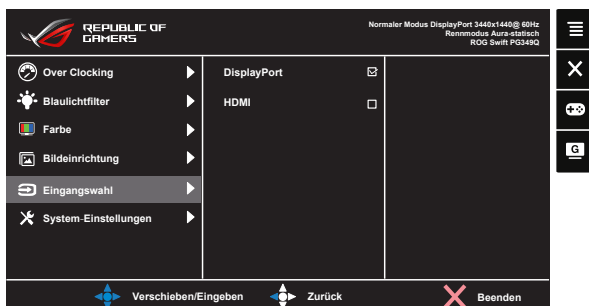 REPUBLIC OF
GAMERS
Normaler Modus DisplayPort 3440x1440@ 60Hz
Rennmodus Aura-statisch
ROG Swift PG349Q
Over Clocking
DisplayPort
Blaulichtfilter
HDMI
Farbe
Bildeinrichtung
Eingangswahl
System-Einstellungen
Verschieben/Eingeben
Zurück
Beenden
G